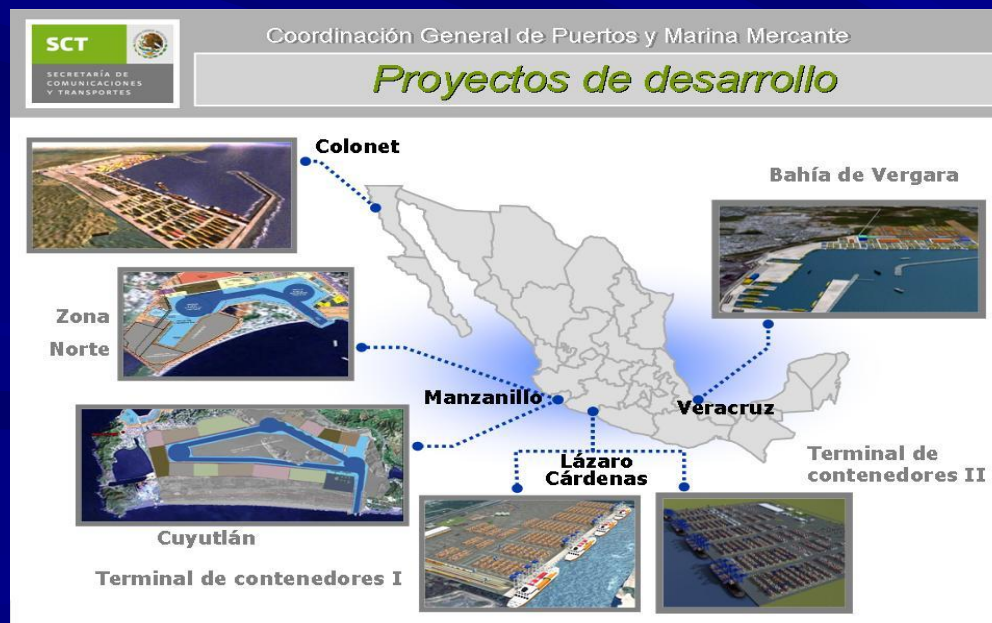 SCT
SECRETARÍA DE
COMUNICACIONES
Y TRANSPORTES
Coordinación General de Puertos y Marina Mercante
Proyectos de desarrollo
Colonet
Bahía de Vergara
Zona
Norte
Manzanillo
Veracruz
Lázaro
Cárdenas
Terminal de
contenedores II
Cuyutlán
Terminal de contenedores I